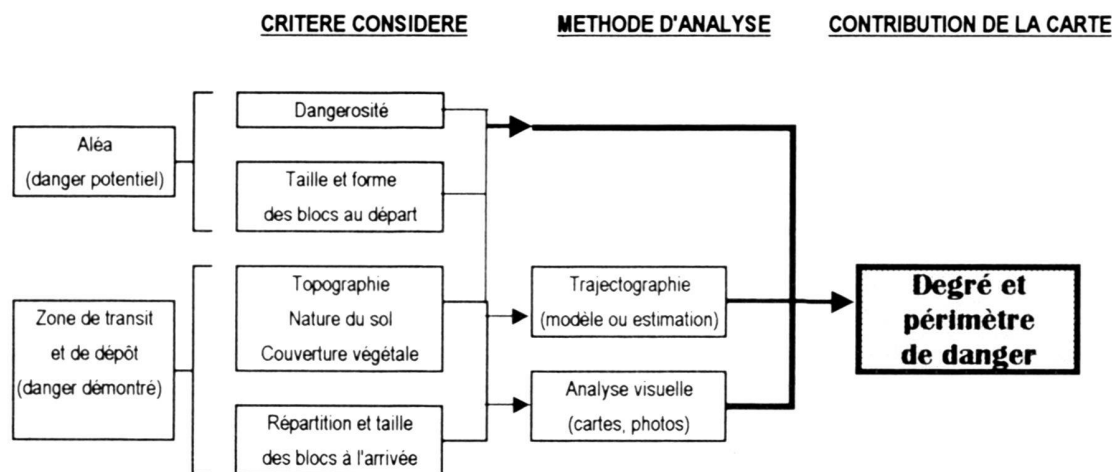 CRITERE CONSIDERE
METHODE D'ANALYSE
CONTRIBUTION DE LA CARTE
Aléa
(danger potentiel)
Dangerosité
Taille et forme
des blocs au départ
Zone de transit
et de dépôt
(danger démontré)
Topographie
Nature du sol
Couverture végétale
Répartition et taille
des blocs à l'arrivée
Trajectographie
(modèle ou estimation)
Analyse visuelle
(cartes, photos)
Degré et
périmètre
de danger